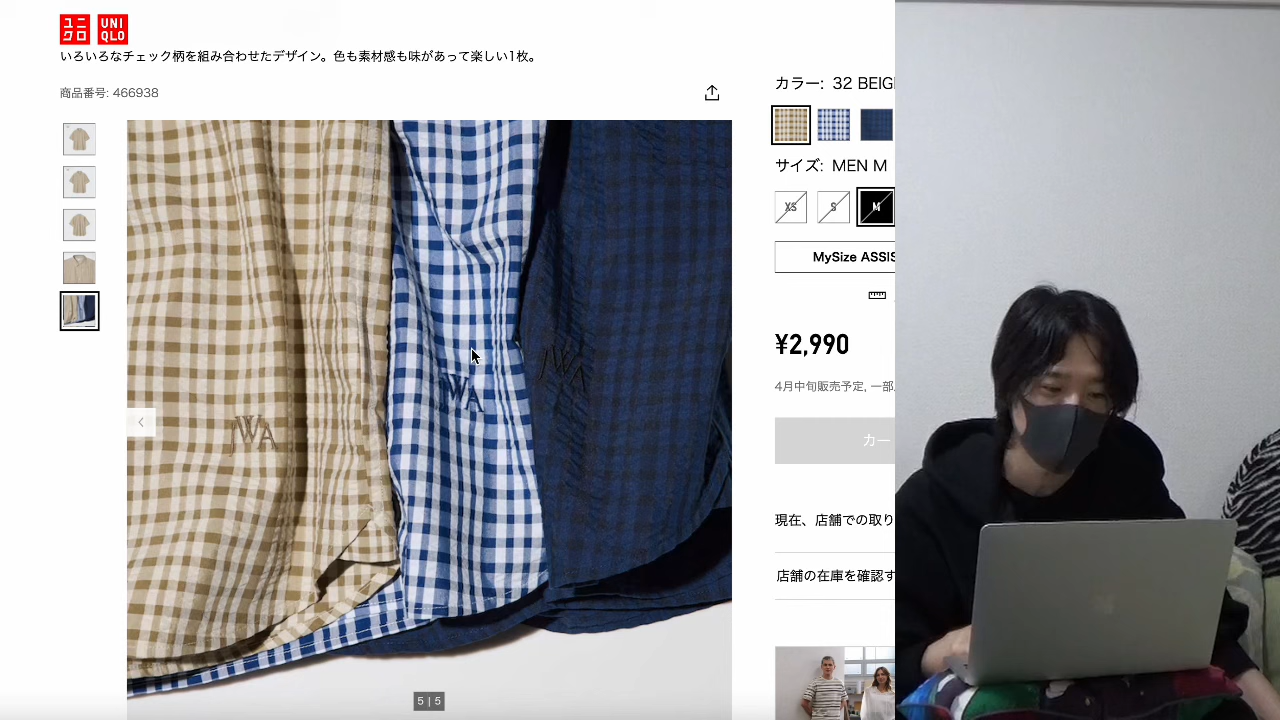 ユニ
クロ
UNI
QLO
いろいろなチェック柄を組み合わせたデザイン。色も素材感も味があって楽しい1枚。
商品番号: 466938
カラー: 32 BEIG
サイズ: MEN M
XS
S
M
MySize ASSIS
¥2,990
4月中旬販売予定, 一部
カー
現在、店舗での取り
店舗の在庫を確認す
JWA
JWA
JWA
5 | 5